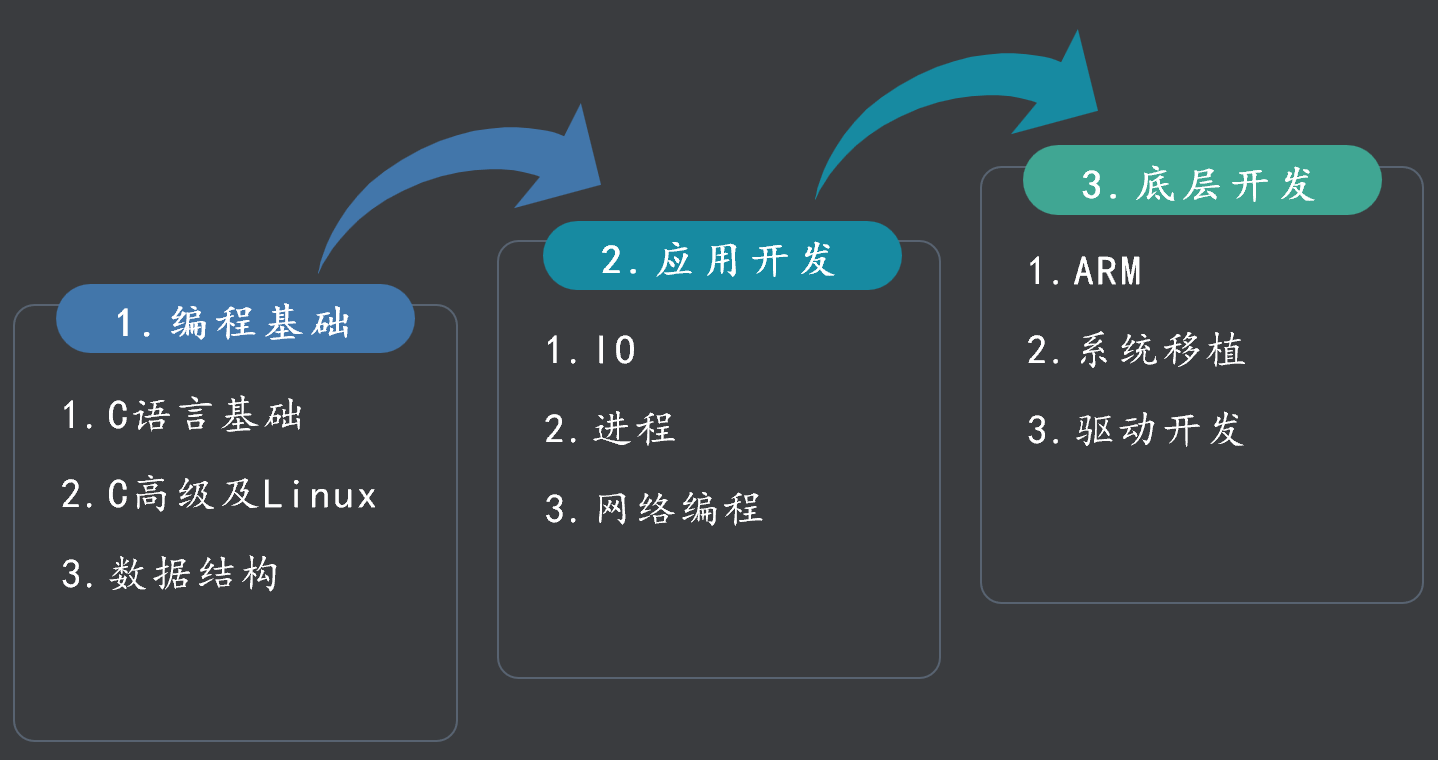 1.编程基础
1.C语言基础
2.C高级及Linux
3.数据结构
2.应用开发
1.IO
2.进程
3.网络编程
3.底层开发
1.ARM
2.系统移植
3.驱动开发